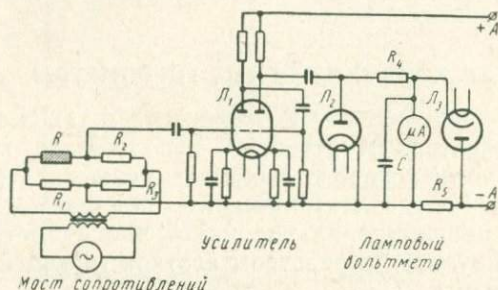 + A
Л₁
Л₂
R₄
Л₃
μA
C
R
R₂
R₁
R₃
R₅
- A
Усилитель
Ламповый
вольтметр
Мост сопротивлений